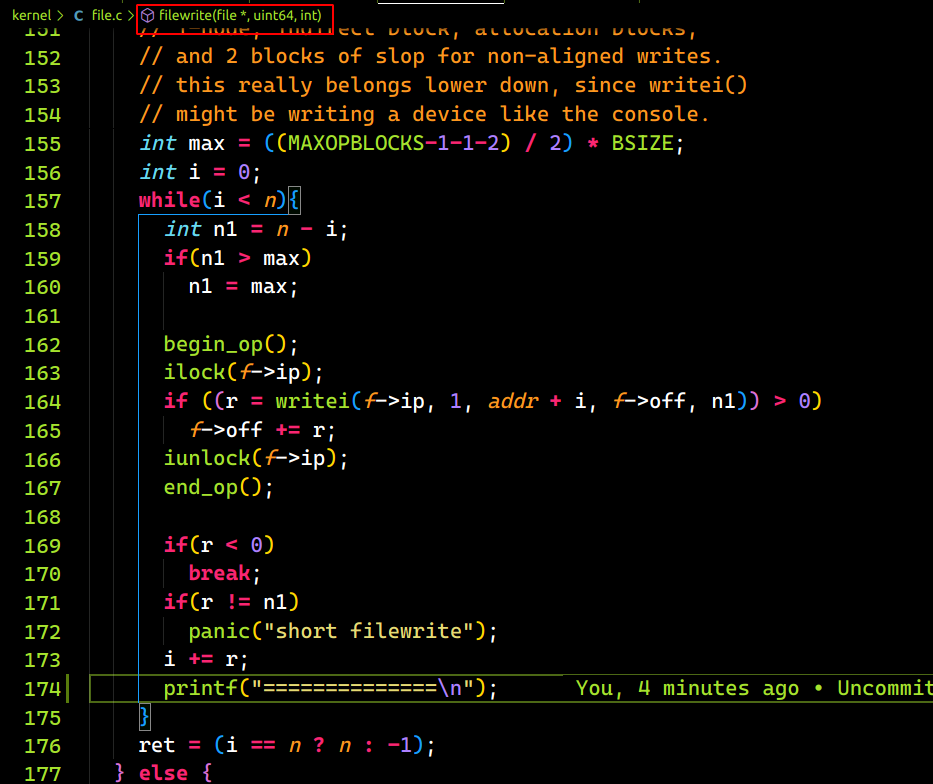 kernel > C file.c > filewrite(file *, uint64, int)
151 // i-node, indirect block, allocation blocks,
152 // and 2 blocks of slop for non-aligned writes.
153 // this really belongs lower down, since writei()
154 // might be writing a device like the console.
155 int max = ((MAXOPBLOCKS-1-1-2) / 2) * BSIZE;
156 int i = 0;
157 while(i < n){
158 int n1 = n - i;
159 if(n1 > max)
160 n1 = max;
161
162 begin_op();
163 ilock(f->ip);
164 if ((r = writei(f->ip, 1, addr + i, f->off, n1)) > 0)
165 f->off += r;
166 iunlock(f->ip);
167 end_op();
168
169 if(r < 0)
170 break;
171 if(r != n1)
172 panic("short filewrite");
173 i += r;
174 printf("==============\n"); You, 4 minutes ago • Uncommit
175 }
176 ret = (i == n ? n : -1);
177 } else {